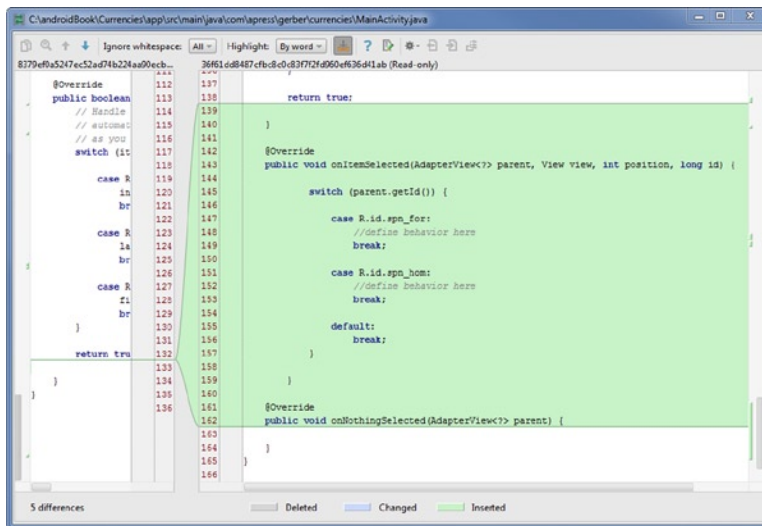 C:\androidBook\Currencies\app\src\main\java\com\apress\gerber\currencies\MainActivity.java
Ignore whitespace: All Highlight: By word
8379ef0a5247ec52ad74b224aa90ecb... 36f61dd8487cfbc8c0c83f7f2fd960ef636d41ab (Read-only)
@Override 112
public boolean 113
// Handle 114
// automat 115
// as you 116
switch (it 117
118
case R 119
in 120
br 121
122
case R 123
la 124
br 125
126
case R 127
fi 128
br 129
} 130
131
return tru 132
133
} 134
} 135
136
137
138 return true;
139
140 }
141
142 @Override
143 public void onItemSelected(AdapterView<?> parent, View view, int position, long id) {
144
145 switch (parent.getId()) {
146
147 case R.id.spn_for:
148 //define behavior here
149 break;
150
151 case R.id.spn_hom:
152 //define behavior here
153 break;
154
155 default:
156 break;
157 }
158
159 }
160
161 @Override
162 public void onNothingSelected(AdapterView<?> parent) {
163
164 }
165 }
166
5 differences Deleted Changed Inserted